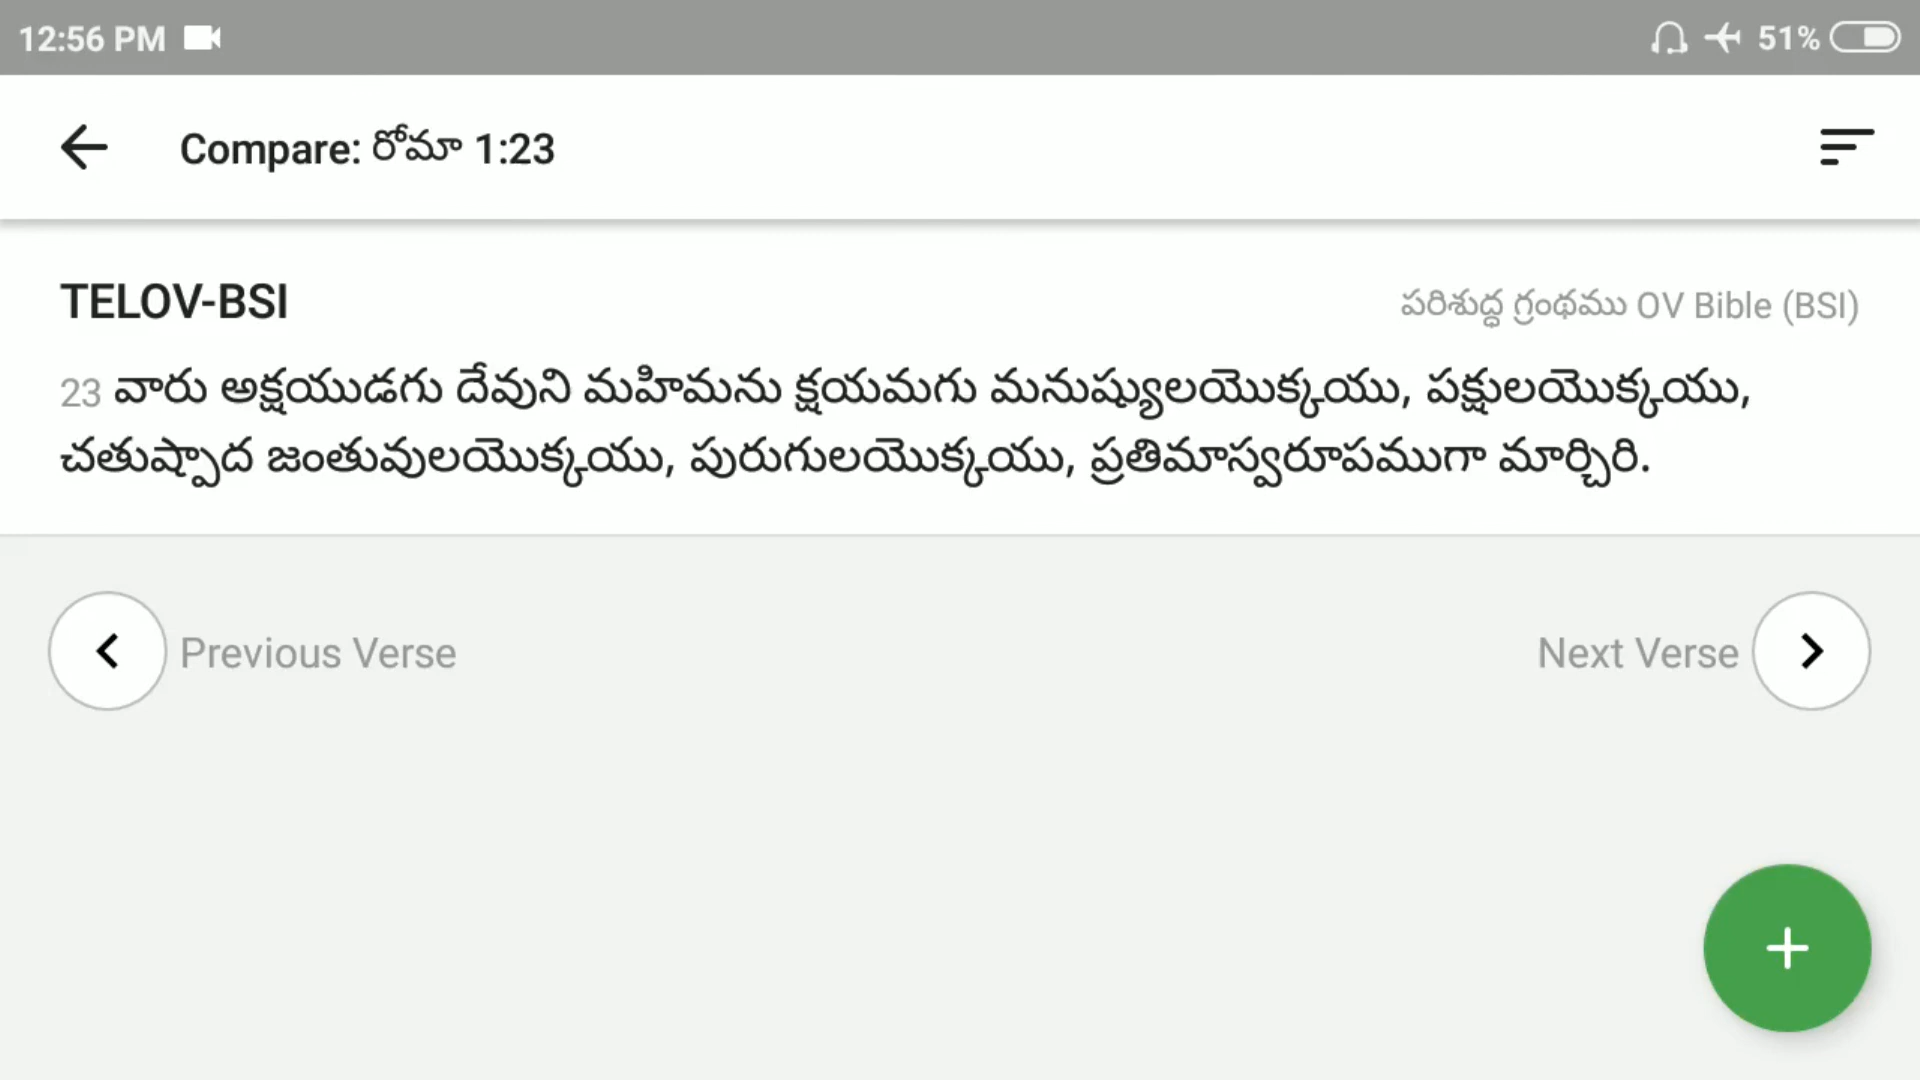 12:56 PM 51%
Compare: రోమా 1:23
TELOV-BSI పరిశుద్ధ గ్రంథము OV Bible (BSI)
23 వారు అక్షయుడగు దేవుని మహిమను క్షయమగు మనుష్యులయొక్కయు, పక్షులయొక్కయు,
చతుష్పాద జంతువులయొక్కయు, పురుగులయొక్కయు, ప్రతిమాస్వరూపముగా మార్చిరి.
Previous Verse Next Verse